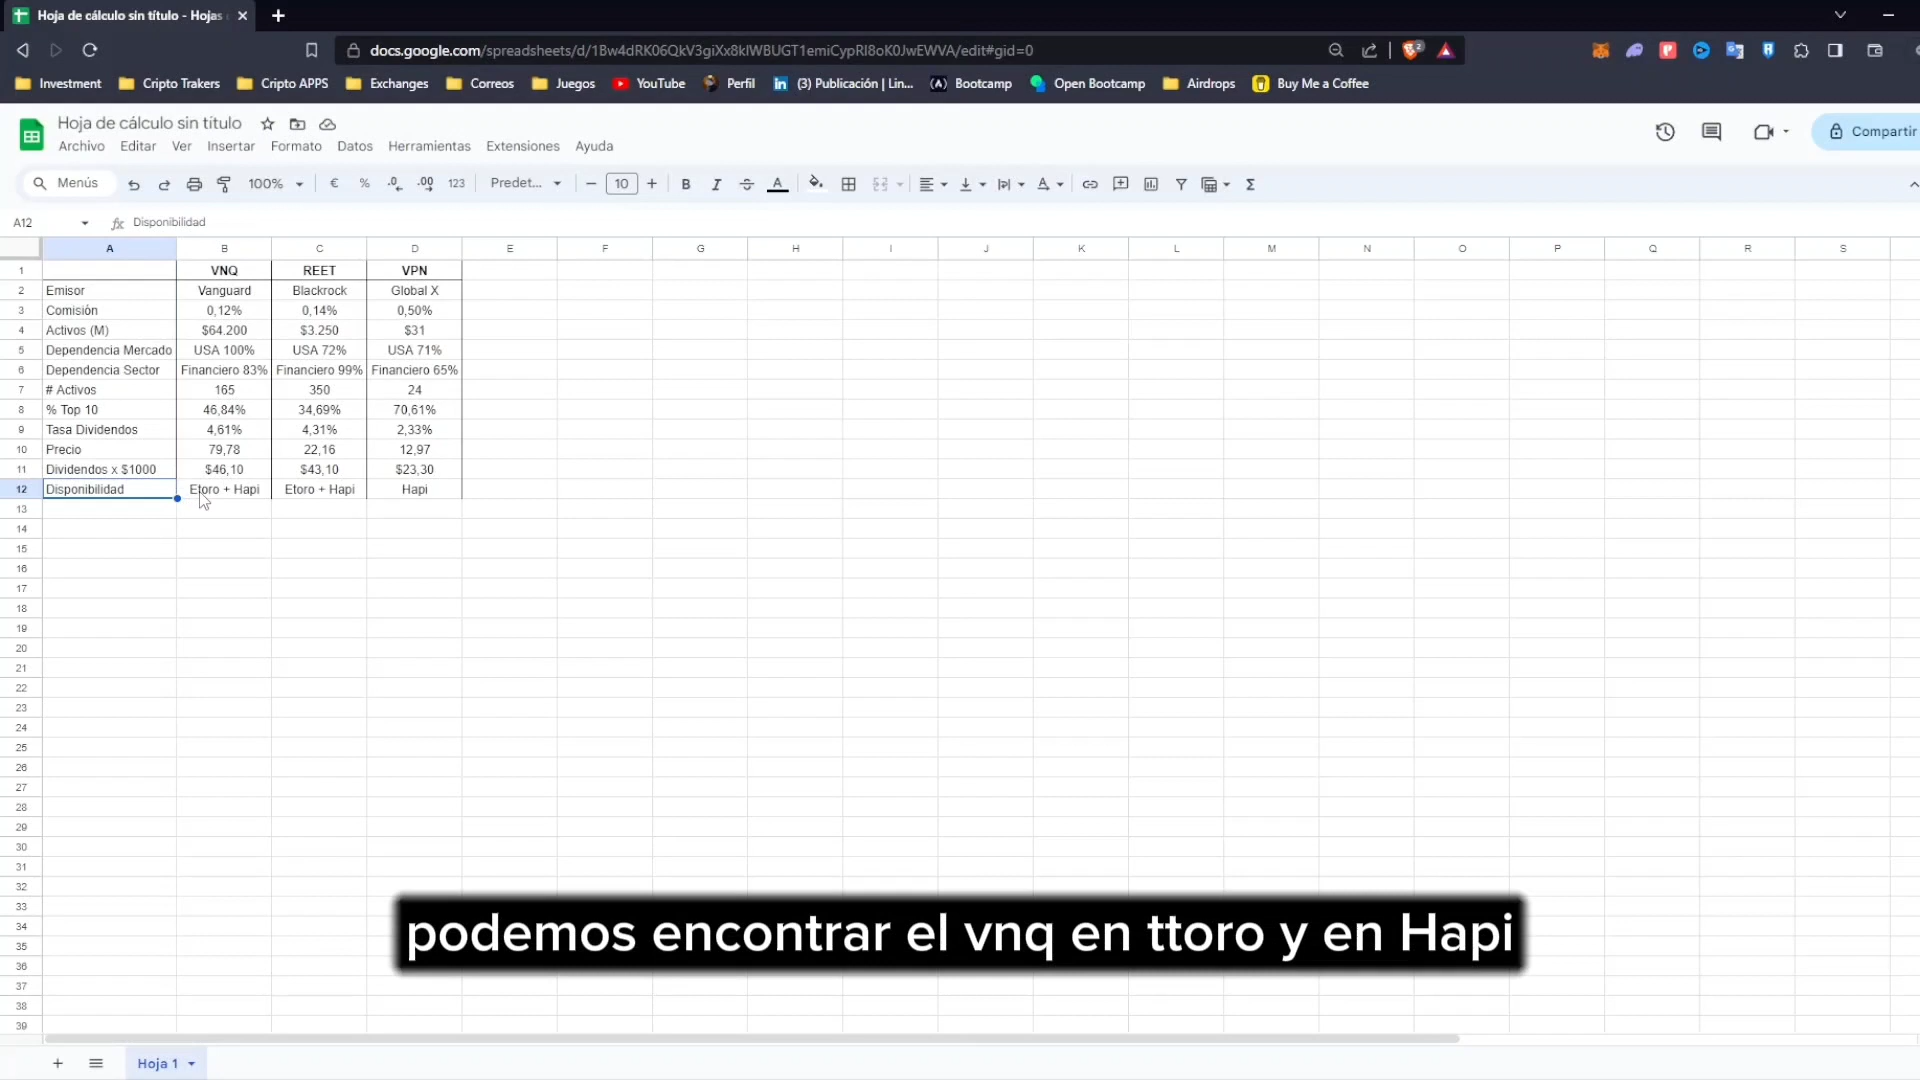 Hoja de cálculo sin título - Hojas
docs.google.com/spreadsheets/d/1Bw4dRK06QkV3giXx8klWBUGT1emiCypRl8oK0JwEWVA/edit#gid=0
2
Investment Cripto Trakers Cripto APPS Exchanges Correos Juegos YouTube Perfil (3) Publicación | Lin... Bootcamp Open Bootcamp Airdrops Buy Me a Coffee
Hoja de cálculo sin título
Compartir
Archivo Editar Ver Insertar Formato Datos Herramientas Extensiones Ayuda
Menús 100% € % .0 .00 123 Predet... 10 B I A Σ
A12 fx Disponibilidad
A B C D E F G H I J K L M N O P Q R S
1 VNQ REET VPN
2 Emisor Vanguard Blackrock Global X
3 Comisión 0,12% 0,14% 0,50%
4 Activos (M) $64.200 $3.250 $31
5 Dependencia Mercado USA 100% USA 72% USA 71%
6 Dependencia Sector Financiero 83% Financiero 99% Financiero 65%
7 # Activos 165 350 24
8 % Top 10 46,84% 34,69% 70,61%
9 Tasa Dividendos 4,61% 4,31% 2,33%
10 Precio 79,78 22,16 12,97
11 Dividendos x $1000 $46,10 $43,10 $23,30
12 Disponibilidad Etoro + Hapi Etoro + Hapi Hapi
13
14
15
16
17
18
19
20
21
22
23
24
25
26
27
28
29
30
31
32
33
34
35
36
37
38
39
podemos encontrar el vnq en ttoro y en Hapi
Hoja 1